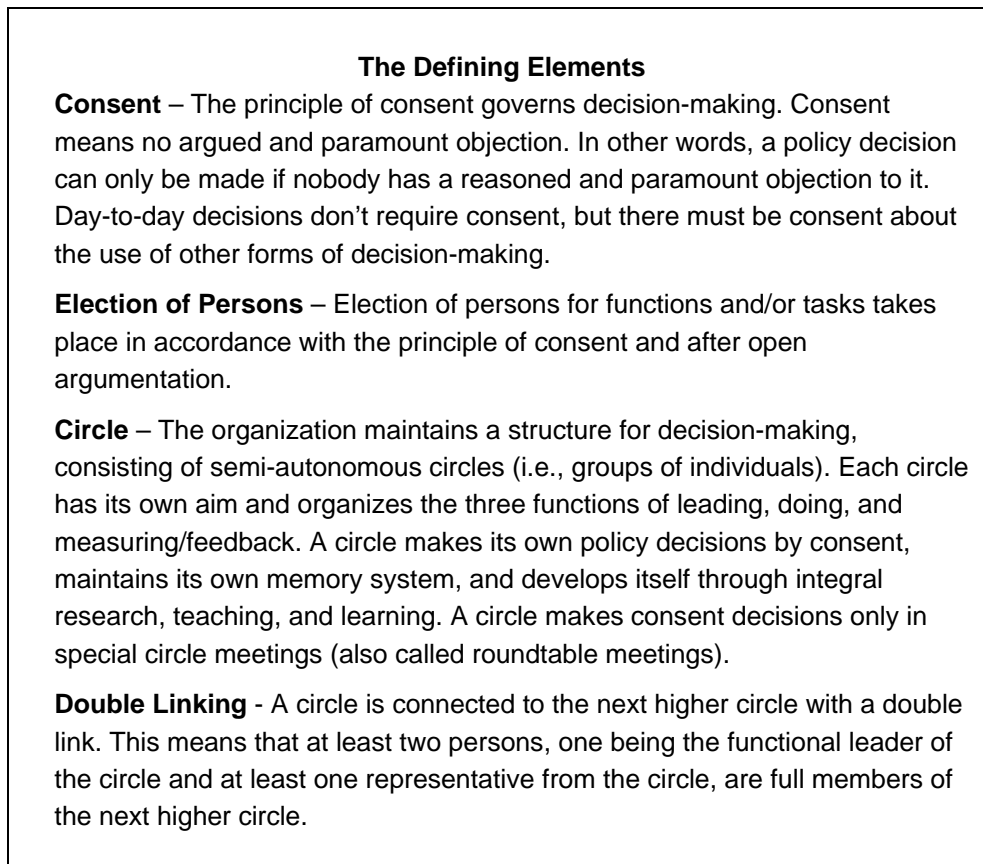 The Defining Elements
Consent – The principle of consent governs decision-making. Consent
means no argued and paramount objection. In other words, a policy decision
can only be made if nobody has a reasoned and paramount objection to it.
Day-to-day decisions don’t require consent, but there must be consent about
the use of other forms of decision-making.
Election of Persons – Election of persons for functions and/or tasks takes
place in accordance with the principle of consent and after open
argumentation.
Circle – The organization maintains a structure for decision-making,
consisting of semi-autonomous circles (i.e., groups of individuals). Each circle
has its own aim and organizes the three functions of leading, doing, and
measuring/feedback. A circle makes its own policy decisions by consent,
maintains its own memory system, and develops itself through integral
research, teaching, and learning. A circle makes consent decisions only in
special circle meetings (also called roundtable meetings).
Double Linking - A circle is connected to the next higher circle with a double
link. This means that at least two persons, one being the functional leader of
the circle and at least one representative from the circle, are full members of
the next higher circle.